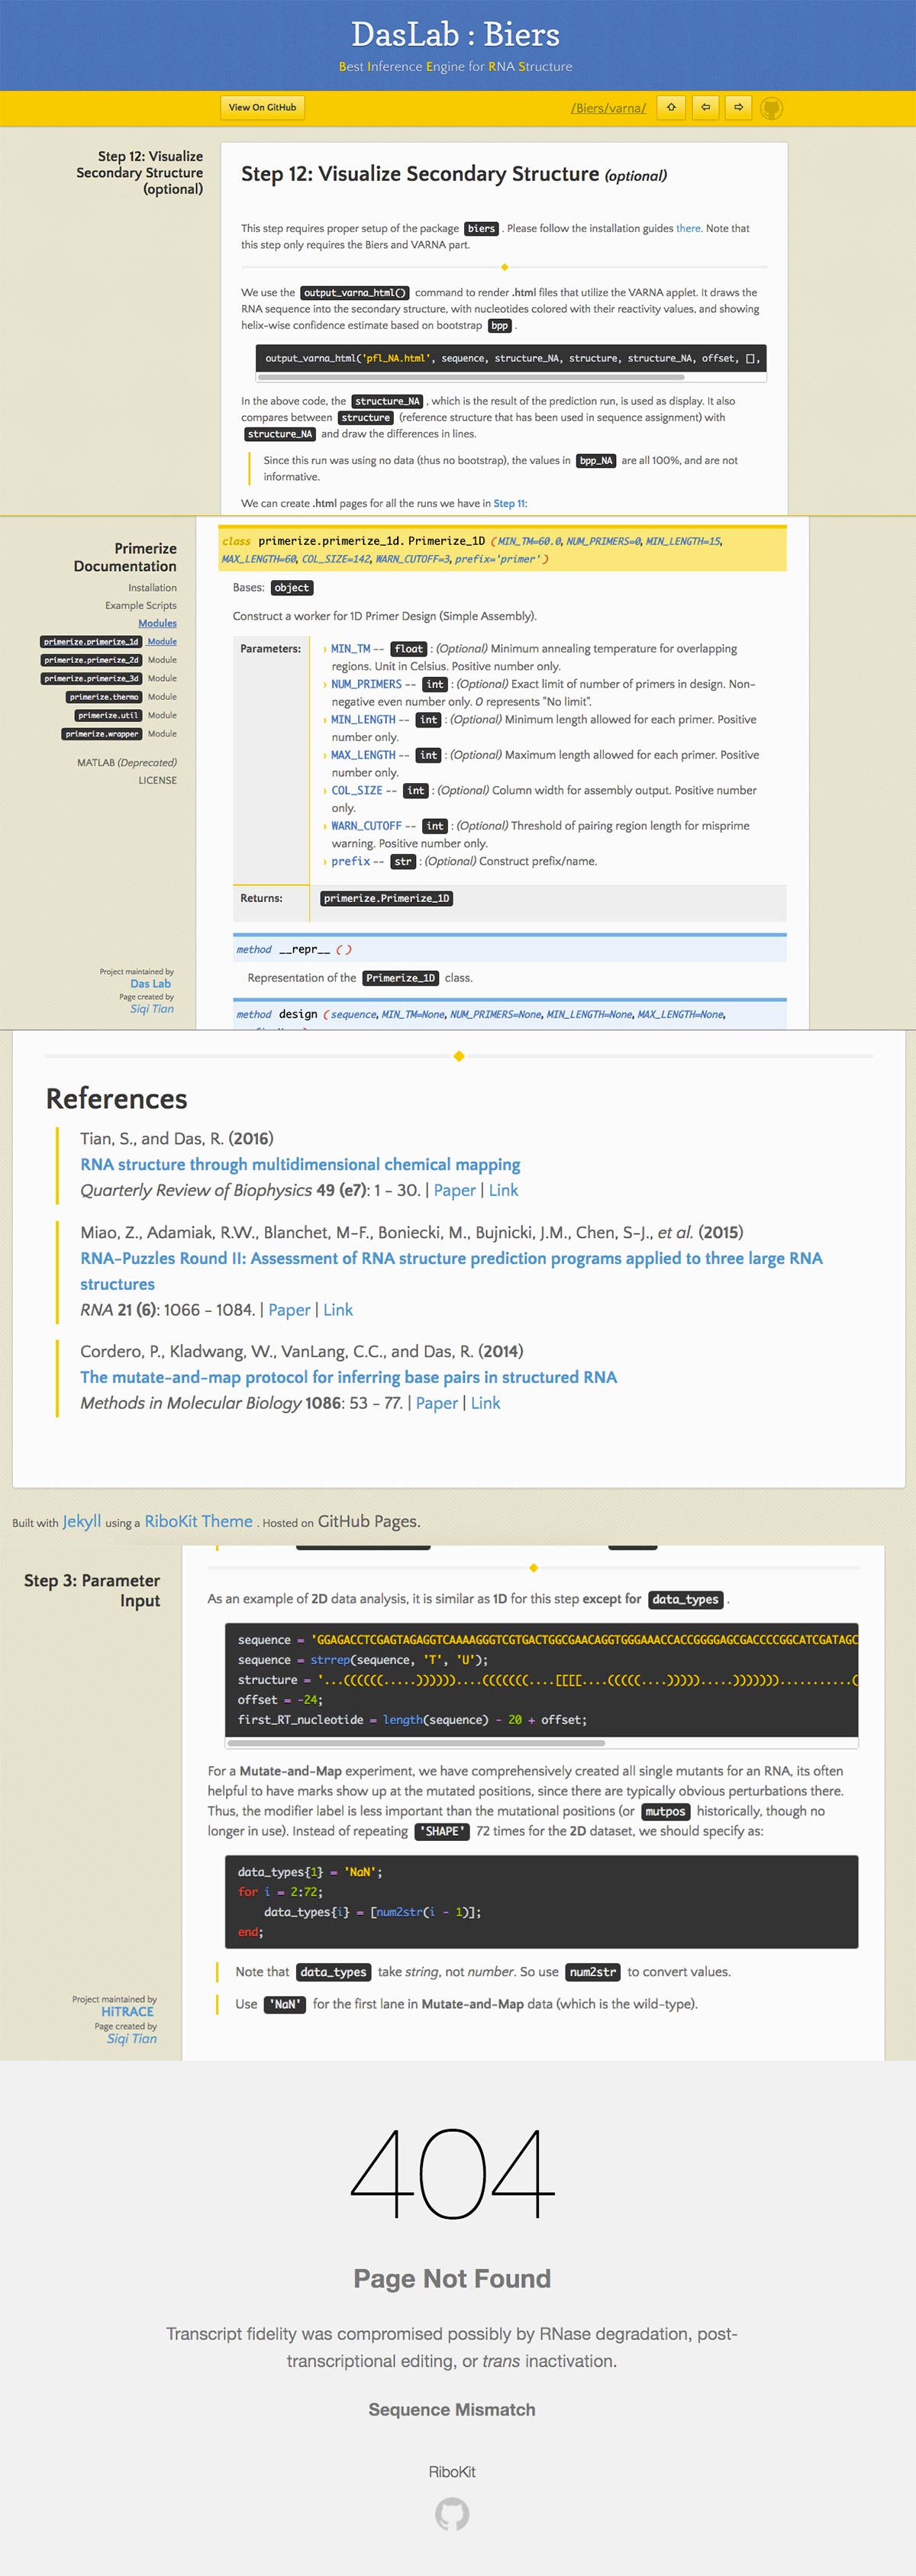 DasLab : Biers
Best Inference Engine for RNA Structure
View On GitHub
/Biers/varna/
Step 12: Visualize
Secondary Structure
(optional)
Step 12: Visualize Secondary Structure (optional)
This step requires proper setup of the package biers . Please follow the installation guides there. Note that
this step only requires the Biers and VARNA part.
We use the output_varna_html() command to render .html files that utilize the VARNA applet. It draws the
RNA sequence into the secondary structure, with nucleotides colored with their reactivity values, and showing
helix-wise confidence estimate based on bootstrap bpp .
output_varna_html('pfl_NA.html', sequence, structure_NA, structure, structure_NA, offset, [],
In the above code, the structure_NA , which is the result of the prediction run, is used as display. It also
compares between structure (reference structure that has been used in sequence assignment) with
structure_NA and draw the differences in lines.
Since this run was using no data (thus no bootstrap), the values in bpp_NA are all 100%, and are not
informative.
We can create .html pages for all the runs we have in Step 11:
Primerize
Documentation
Installation
Example Scripts
Modules
primerize.primerize_1d Module
primerize.primerize_2d Module
primerize.primerize_3d Module
primerize.thermo Module
primerize.util Module
primerize.wrapper Module
MATLAB (Deprecated)
LICENSE
Project maintained by
Das Lab
Page created by
Siqi Tian
class primerize.primerize_1d. Primerize_1D (MIN_TM=60.0, NUM_PRIMERS=0, MIN_LENGTH=15,
MAX_LENGTH=60, COL_SIZE=142, WARN_CUTOFF=3, prefix='primer')
Bases: object
Construct a worker for 1D Primer Design (Simple Assembly).
Parameters:
› MIN_TM -- float : (Optional) Minimum annealing temperature for overlapping
regions. Unit in Celsius. Positive number only.
› NUM_PRIMERS -- int : (Optional) Exact limit of number of primers in design. Non-
negative even number only. 0 represents "No limit".
› MIN_LENGTH -- int : (Optional) Minimum length allowed for each primer. Positive
number only.
› MAX_LENGTH -- int : (Optional) Maximum length allowed for each primer. Positive
number only.
› COL_SIZE -- int : (Optional) Column width for assembly output. Positive number
only.
› WARN_CUTOFF -- int : (Optional) Threshold of pairing region length for misprime
warning. Positive number only.
› prefix -- str : (Optional) Construct prefix/name.
Returns: primerize.Primerize_1D
method __repr__ ()
Representation of the Primerize_1D class.
method design (sequence, MIN_TM=None, NUM_PRIMERS=None, MIN_LENGTH=None, MAX_LENGTH=None,
References
Tian, S., and Das, R. (2016)
RNA structure through multidimensional chemical mapping
Quarterly Review of Biophysics 49 (e7): 1 - 30. | Paper | Link
Miao, Z., Adamiak, R.W., Blanchet, M-F., Boniecki, M., Bujnicki, J.M., Chen, S-J., et al. (2015)
RNA-Puzzles Round II: Assessment of RNA structure prediction programs applied to three large RNA
structures
RNA 21 (6): 1066 - 1084. | Paper | Link
Cordero, P., Kladwang, W., VanLang, C.C., and Das, R. (2014)
The mutate-and-map protocol for inferring base pairs in structured RNA
Methods in Molecular Biology 1086: 53 - 77. | Paper | Link
Built with Jekyll using a RiboKit Theme . Hosted on GitHub Pages.
Step 3: Parameter
Input
As an example of 2D data analysis, it is similar as 1D for this step except for data_types .
sequence = 'GGAGACCTCGAGTAGAGGTCAAAAGGGTCGTGACTGGCGAACAGGTGGGAAACCACCGGGGAGCGACCCCGGCATCGATAGC
sequence = strrep(sequence, 'T', 'U');
structure = '...((((((.....))))))....(((((((....[[[[....(((((....))))).....)))))))...........(
offset = -24;
first_RT_nucleotide = length(sequence) - 20 + offset;
For a Mutate-and-Map experiment, we have comprehensively created all single mutants for an RNA, its often
helpful to have marks show up at the mutated positions, since there are typically obvious perturbations there.
Thus, the modifier label is less important than the mutational positions (or mutpos historically, though no
longer in use). Instead of repeating 'SHAPE' 72 times for the 2D dataset, we should specify as:
data_types{1} = 'NaN';
for i = 2:72;
data_types{i} = [num2str(i - 1)];
end;
Note that data_types take string, not number. So use num2str to convert values.
Use 'NaN' for the first lane in Mutate-and-Map data (which is the wild-type).
Project maintained by
HiTRACE
Page created by
Siqi Tian
404
Page Not Found
Transcript fidelity was compromised possibly by RNase degradation, post-
transcriptional editing, or trans inactivation.
Sequence Mismatch
RiboKit